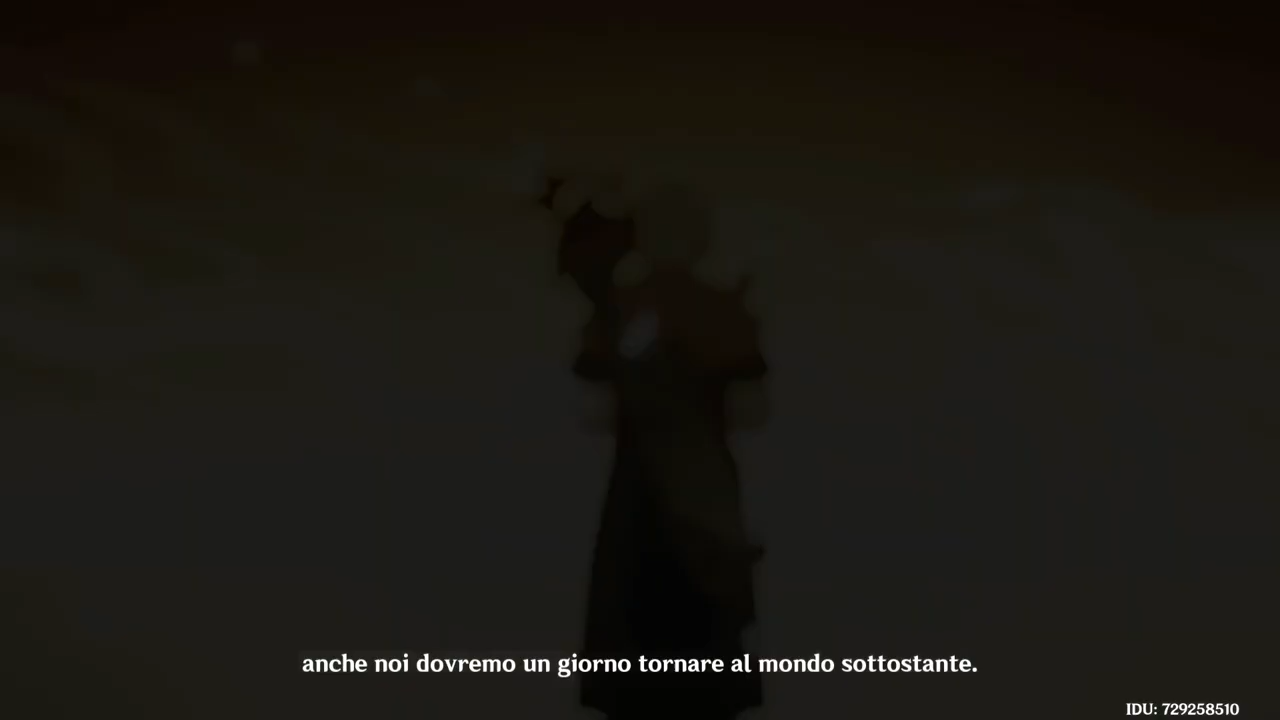 anche noi dovremo un giorno tornare al mondo sottostante.
IDU: 729258510